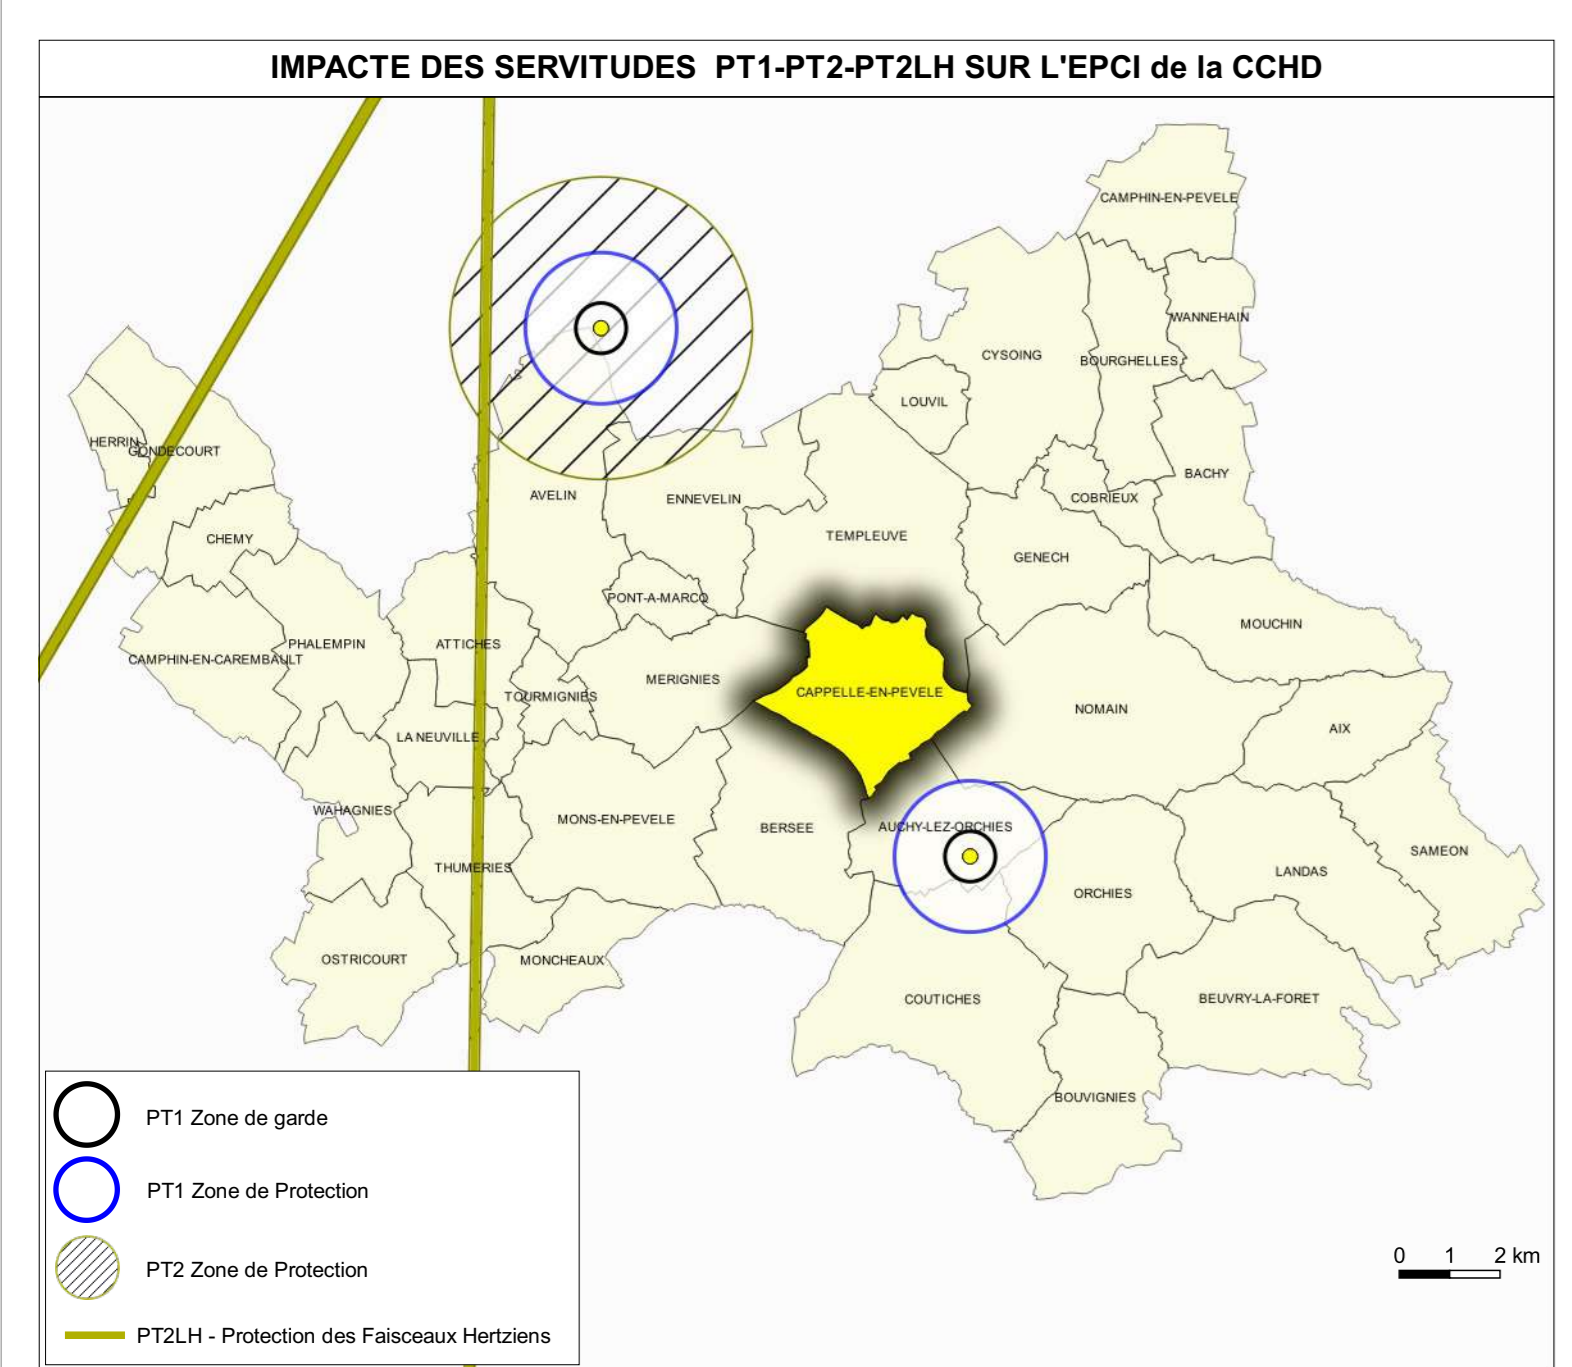 IMPACTE DES SERVITUDES PT1-PT2-PT2LH SUR L'EPCI de la CCHD
CAMPHIN-EN-PEVELE
WANNEHAIN
CYSOING
BOURGHELLES
LOUVIL
HERRIN
GONDECOURT
BACHY
AVELIN
ENNEVELIN
COBRIEUX
TEMPLEUVE
CHEMY
GENECH
PONT-A-MARCQ
MOUCHIN
PHALEMPIN
ATTICHES
CAMPHIN-EN-CAREMBAULT
MERIGNIES
CAPPELLE-EN-PEVELE
TOURMIGNIES
NOMAIN
AIX
LA NEUVILLE
WAHAGNIES
MONS-EN-PEVELE
BERSEE
AUCHY-LEZ-ORCHIES
SAMEON
THUMERIES
LANDAS
ORCHIES
OSTRICOURT
MONCHEAUX
COUTICHES
BEUVRY-LA-FORET
BOUVIGNIES
PT1 Zone de garde
PT1 Zone de Protection
PT2 Zone de Protection
PT2LH - Protection des Faisceaux Hertziens
0 1 2 km